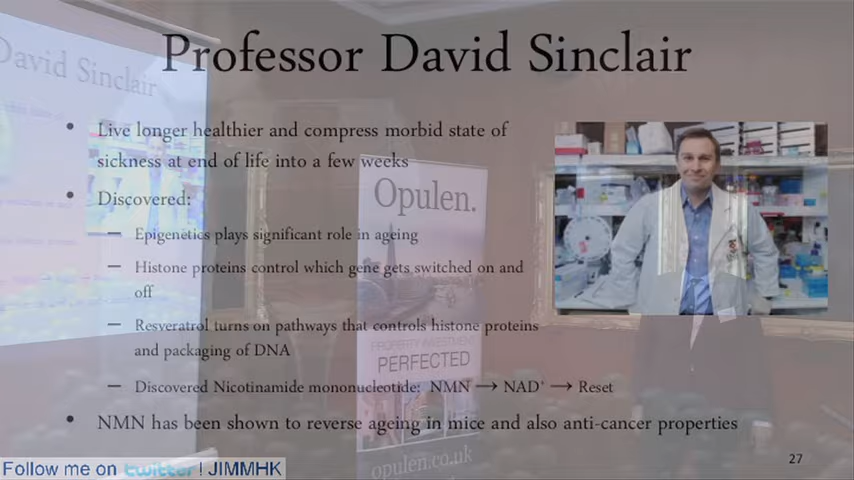 Professor David Sinclair
David Sinclair
• Live longer healthier and compress morbid state of
sickness at end of life into a few weeks
• Discovered:
– Epigenetics plays significant role in ageing
– Histone proteins control which gene gets switched on and
off
– Resveratrol turns on pathways that controls histone proteins
and packaging of DNA
– Discovered Nicotinamide mononucleotide: NMN → NAD⁺ → Reset
• NMN has been shown to reverse ageing in mice and also anti-cancer properties
Opulen.
PROPERTY INVESTMENT
PERFECTED
opulen.co.uk
27
Follow me on twitter ! JIMMHK